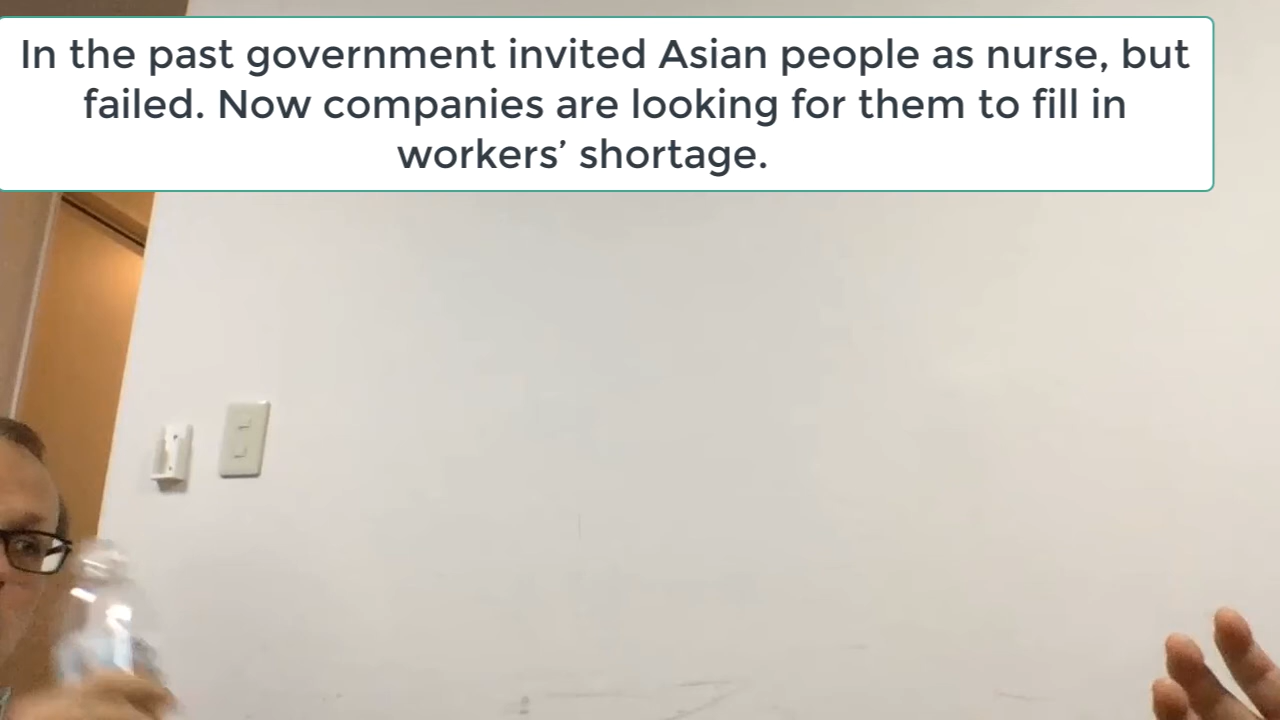 In the past government invited Asian people as nurse, but
failed. Now companies are looking for them to fill in
workers’ shortage.